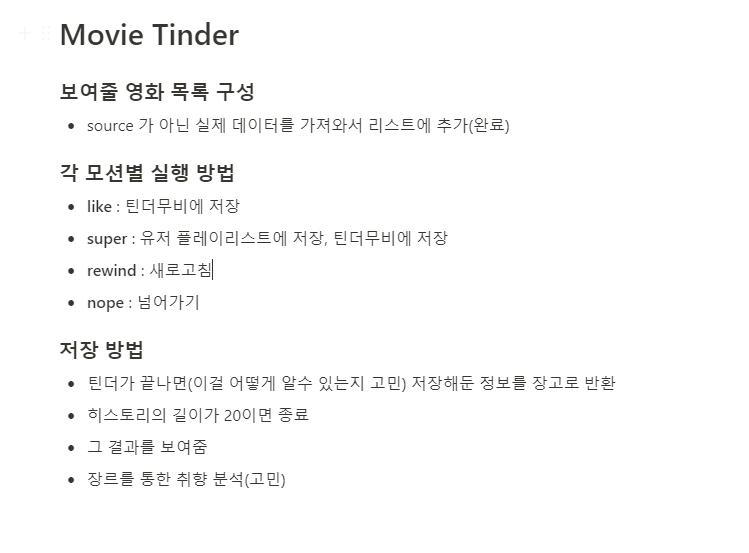 Movie Tinder
보여줄 영화 목록 구성
source 가 아닌 실제 데이터를 가져와서 리스트에 추가(완료)
각 모션별 실행 방법
like : 틴더무비에 저장
super : 유저 플레이리스트에 저장, 틴더무비에 저장
rewind : 새로고침
nope : 넘어가기
저장 방법
틴더가 끝나면(이걸 어떻게 알수 있는지 고민) 저장해둔 정보를 장고로 반환
히스토리의 길이가 20이면 종료
그 결과를 보여줌
장르를 통한 취향 분석(고민)